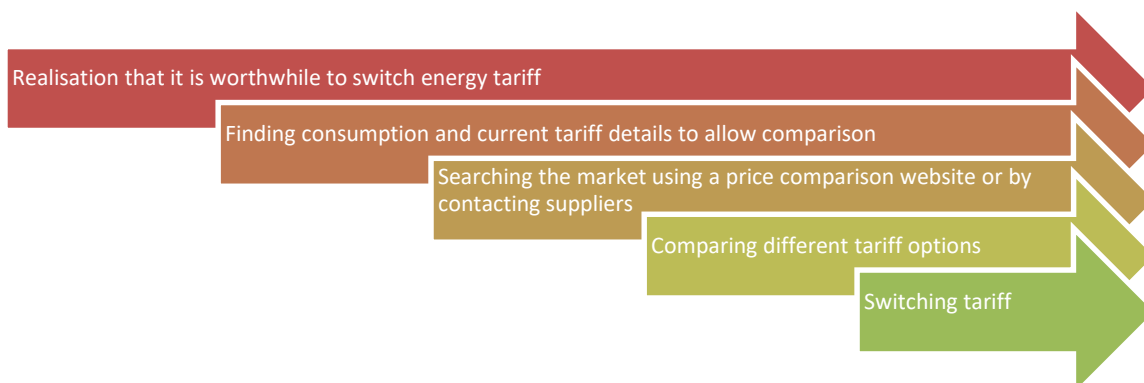 Realisation that it is worthwhile to switch energy tariff
Finding consumption and current tariff details to allow comparison
Searching the market using a price comparison website or by
contacting suppliers
Comparing different tariff options
Switching tariff